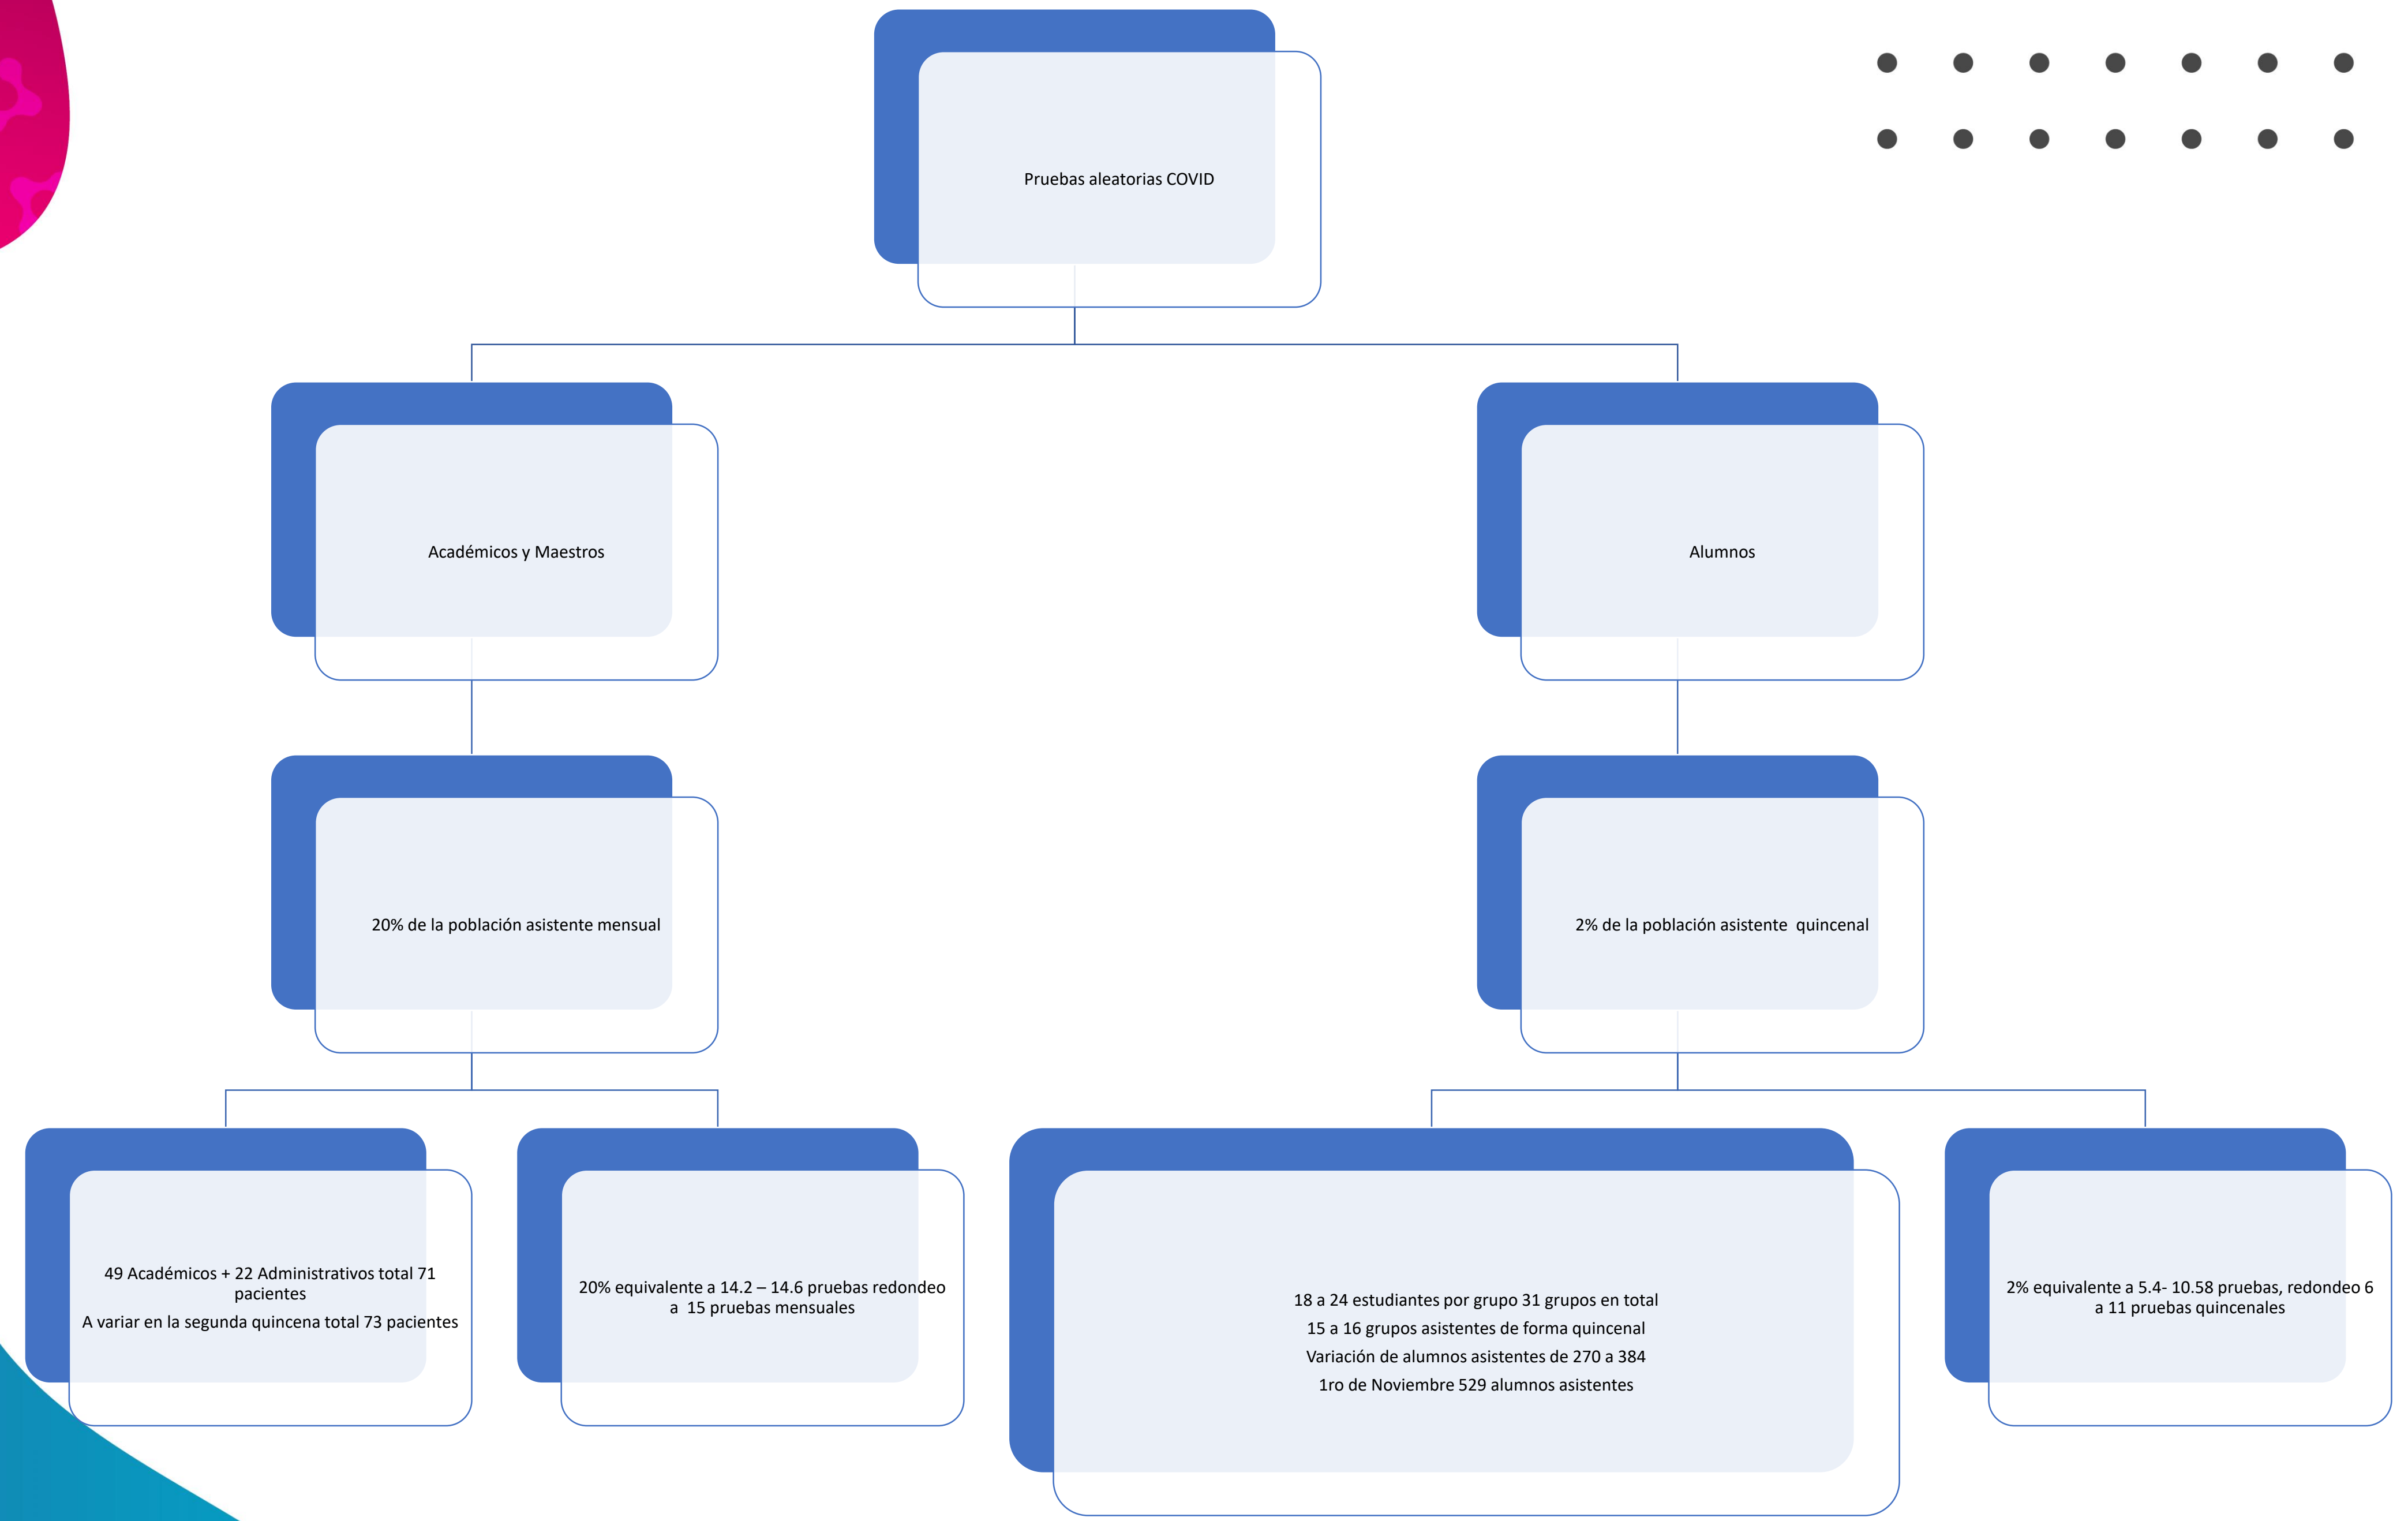 Pruebas aleatorias COVID
Académicos y Maestros
Alumnos
20% de la población asistente mensual
2% de la población asistente  quincenal
49 Académicos + 22 Administrativos total 71
pacientes
A variar en la segunda quincena total 73 pacientes
20% equivalente a 14.2 – 14.6 pruebas redondeo
a  15 pruebas mensuales
18 a 24 estudiantes por grupo 31 grupos en total
15 a 16 grupos asistentes de forma quincenal
Variación de alumnos asistentes de 270 a 384
1ro de Noviembre 529 alumnos asistentes
2% equivalente a 5.4- 10.58 pruebas, redondeo 6
a 11 pruebas quincenales